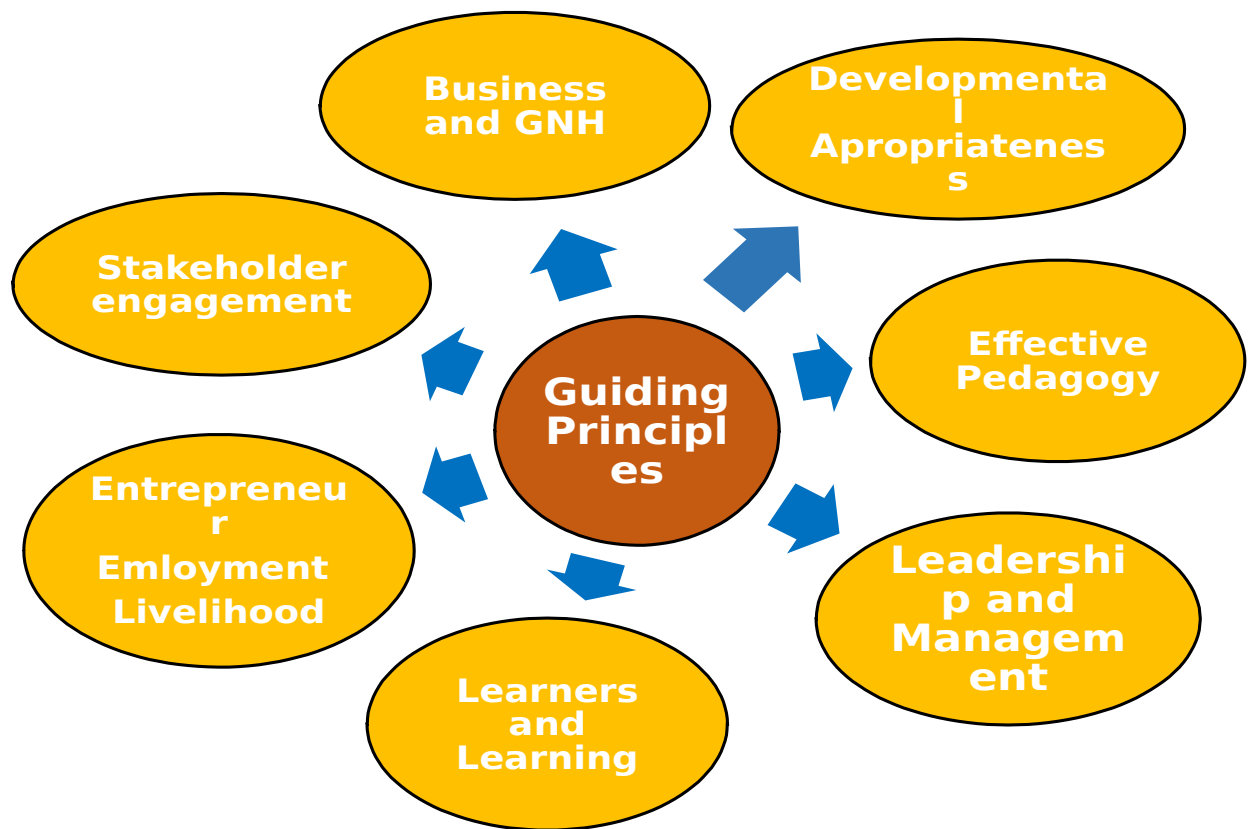 Business
and GNH
Developmenta
l
Apropriatenes
s
Stakeholder
engagement
Effective
Pedagogy
Guiding
Principl
es
Entrepreneu
r
Emloyment
Livelihood
Leadershi
p and
Managem
ent
Learners
and
Learning